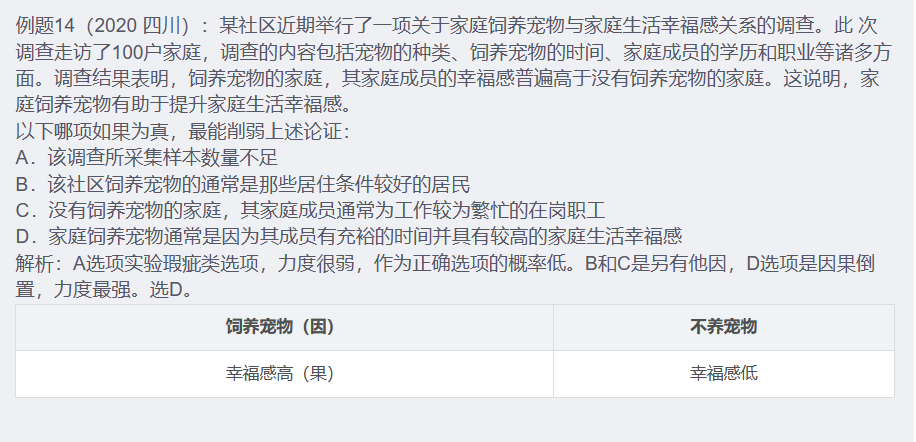 例题14（2020 四川）：某社区近期举行了一项关于家庭饲养宠物与家庭生活幸福感关系的调查。此 次
调查走访了100户家庭，调查的内容包括宠物的种类、饲养宠物的时间、家庭成员的学历和职业等诸多方
面。调查结果表明，饲养宠物的家庭，其家庭成员的幸福感普遍高于没有饲养宠物的家庭。这说明，家
庭饲养宠物有助于提升家庭生活幸福感。
以下哪项如果为真，最能削弱上述论证：
A．该调查所采集样本数量不足
B．该社区饲养宠物的通常是那些居住条件较好的居民
C．没有饲养宠物的家庭，其家庭成员通常为工作较为繁忙的在岗职工
D．家庭饲养宠物通常是因为其成员有充裕的时间并具有较高的家庭生活幸福感
解析：A选项实验瑕疵类选项，力度很弱，作为正确选项的概率低。B和C是另有他因，D选项是因果倒
置，力度最强。选D。
饲养宠物（因） 不养宠物
幸福感高（果） 幸福感低